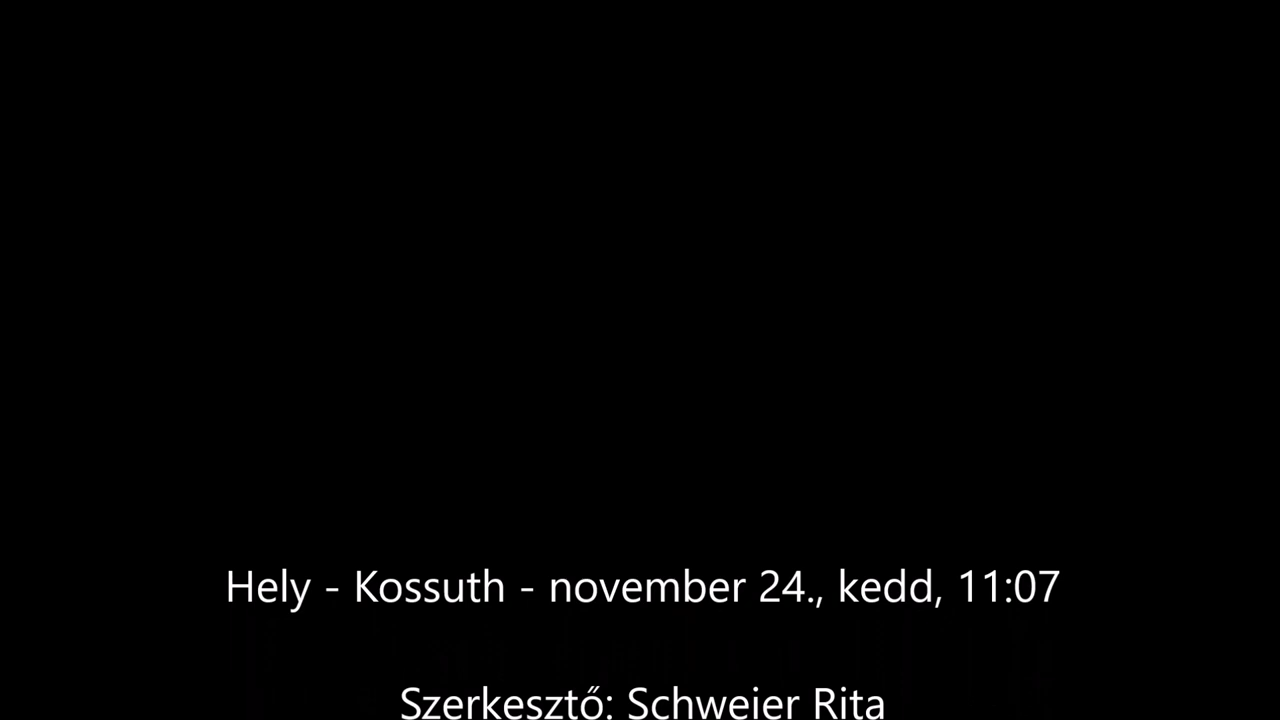 Hely - Kossuth - november 24., kedd, 11:07
Szerkesztő: Schweier Rita